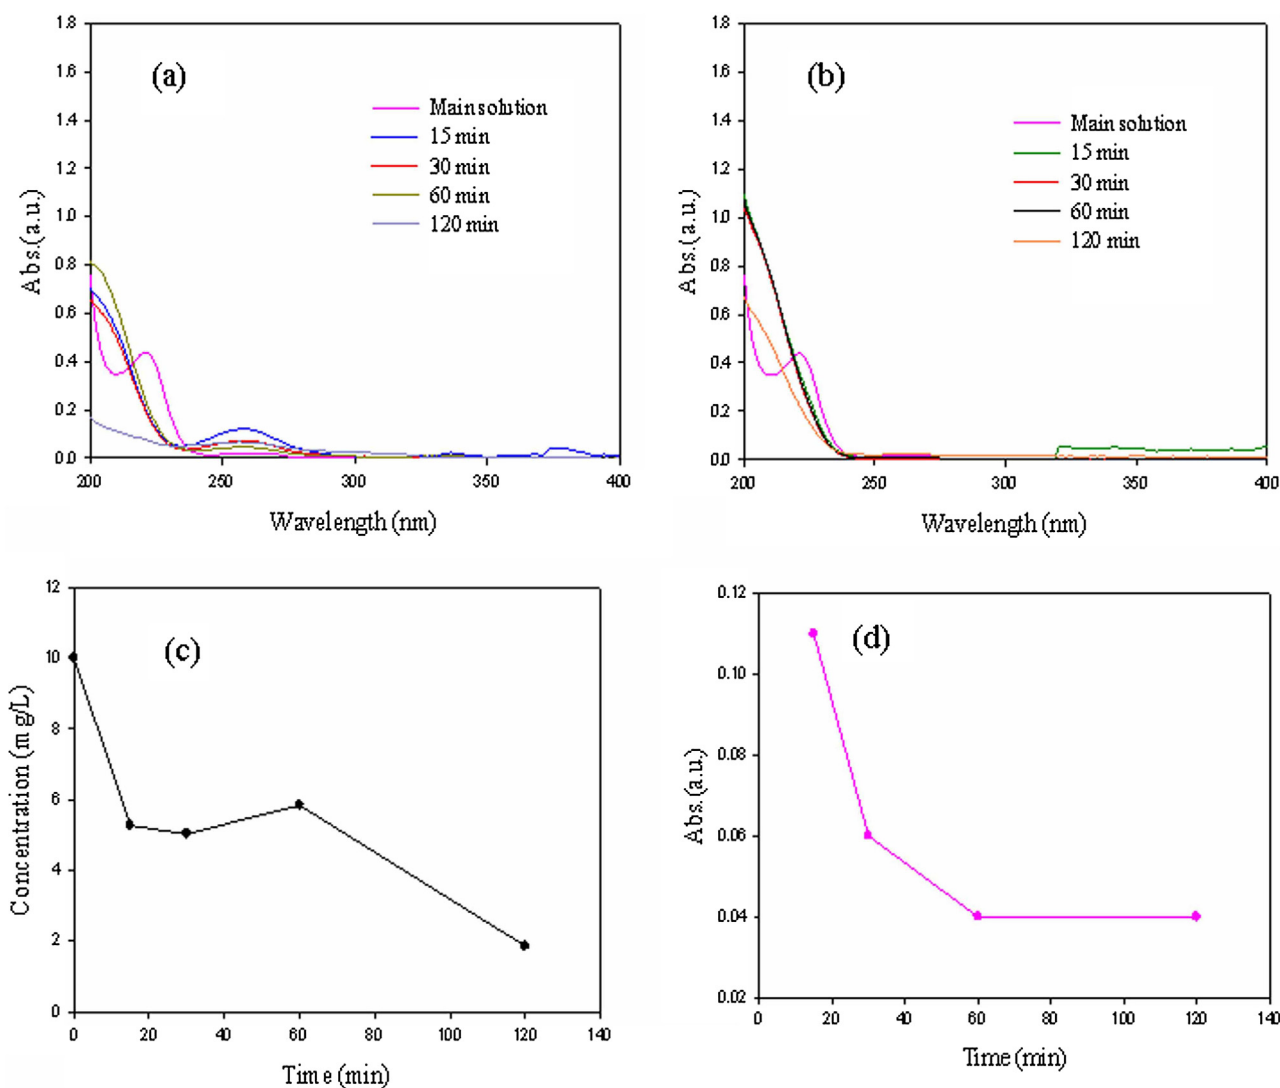 (a)
1.8
1.6
1.4
1.2
1.0
0.8
0.6
0.4
0.2
0.0
Abs.(a.u.)
Main solution
15 min
30 min
60 min
120 min
200
250
300
350
400
Wavelength (nm)
(b)
1.8
1.6
1.4
1.2
1.0
0.8
0.6
0.4
0.2
0.0
Abs.(a.u.)
Main solution
15 min
30 min
60 min
120 min
200
250
300
350
400
Wavelength (nm)
(c)
12
10
8
6
4
2
0
Concentration (mg/L)
0
20
40
60
80
100
120
140
Time (min)
(d)
0.12
0.10
0.08
0.06
0.04
0.02
Abs.(a.u.)
0
20
40
60
80
100
120
140
Time (min)